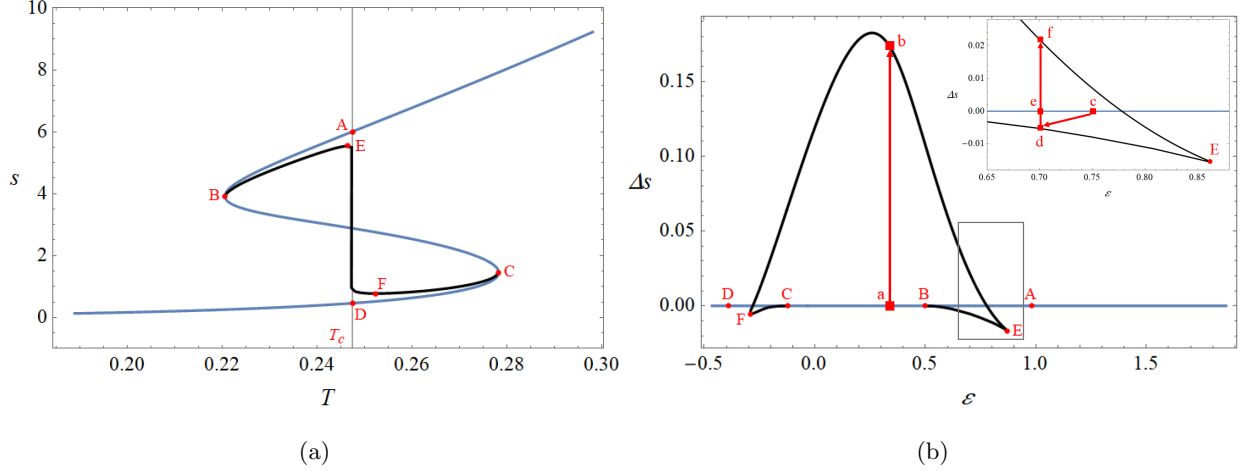 10
8
6
4
2
0
s
A
E
B
C
F
D
T_c
0.20
0.22
0.24
0.26
0.28
0.30
T
(a)
0.15
0.10
0.05
0.00
Δs
b
a
D
C
F
B
A
E
−0.5
0.0
0.5
1.0
1.5
ε
0.02
0.01
0.00
−0.01
Δs
f
e
c
d
E
0.65
0.70
0.75
0.80
0.85
ε
(b)